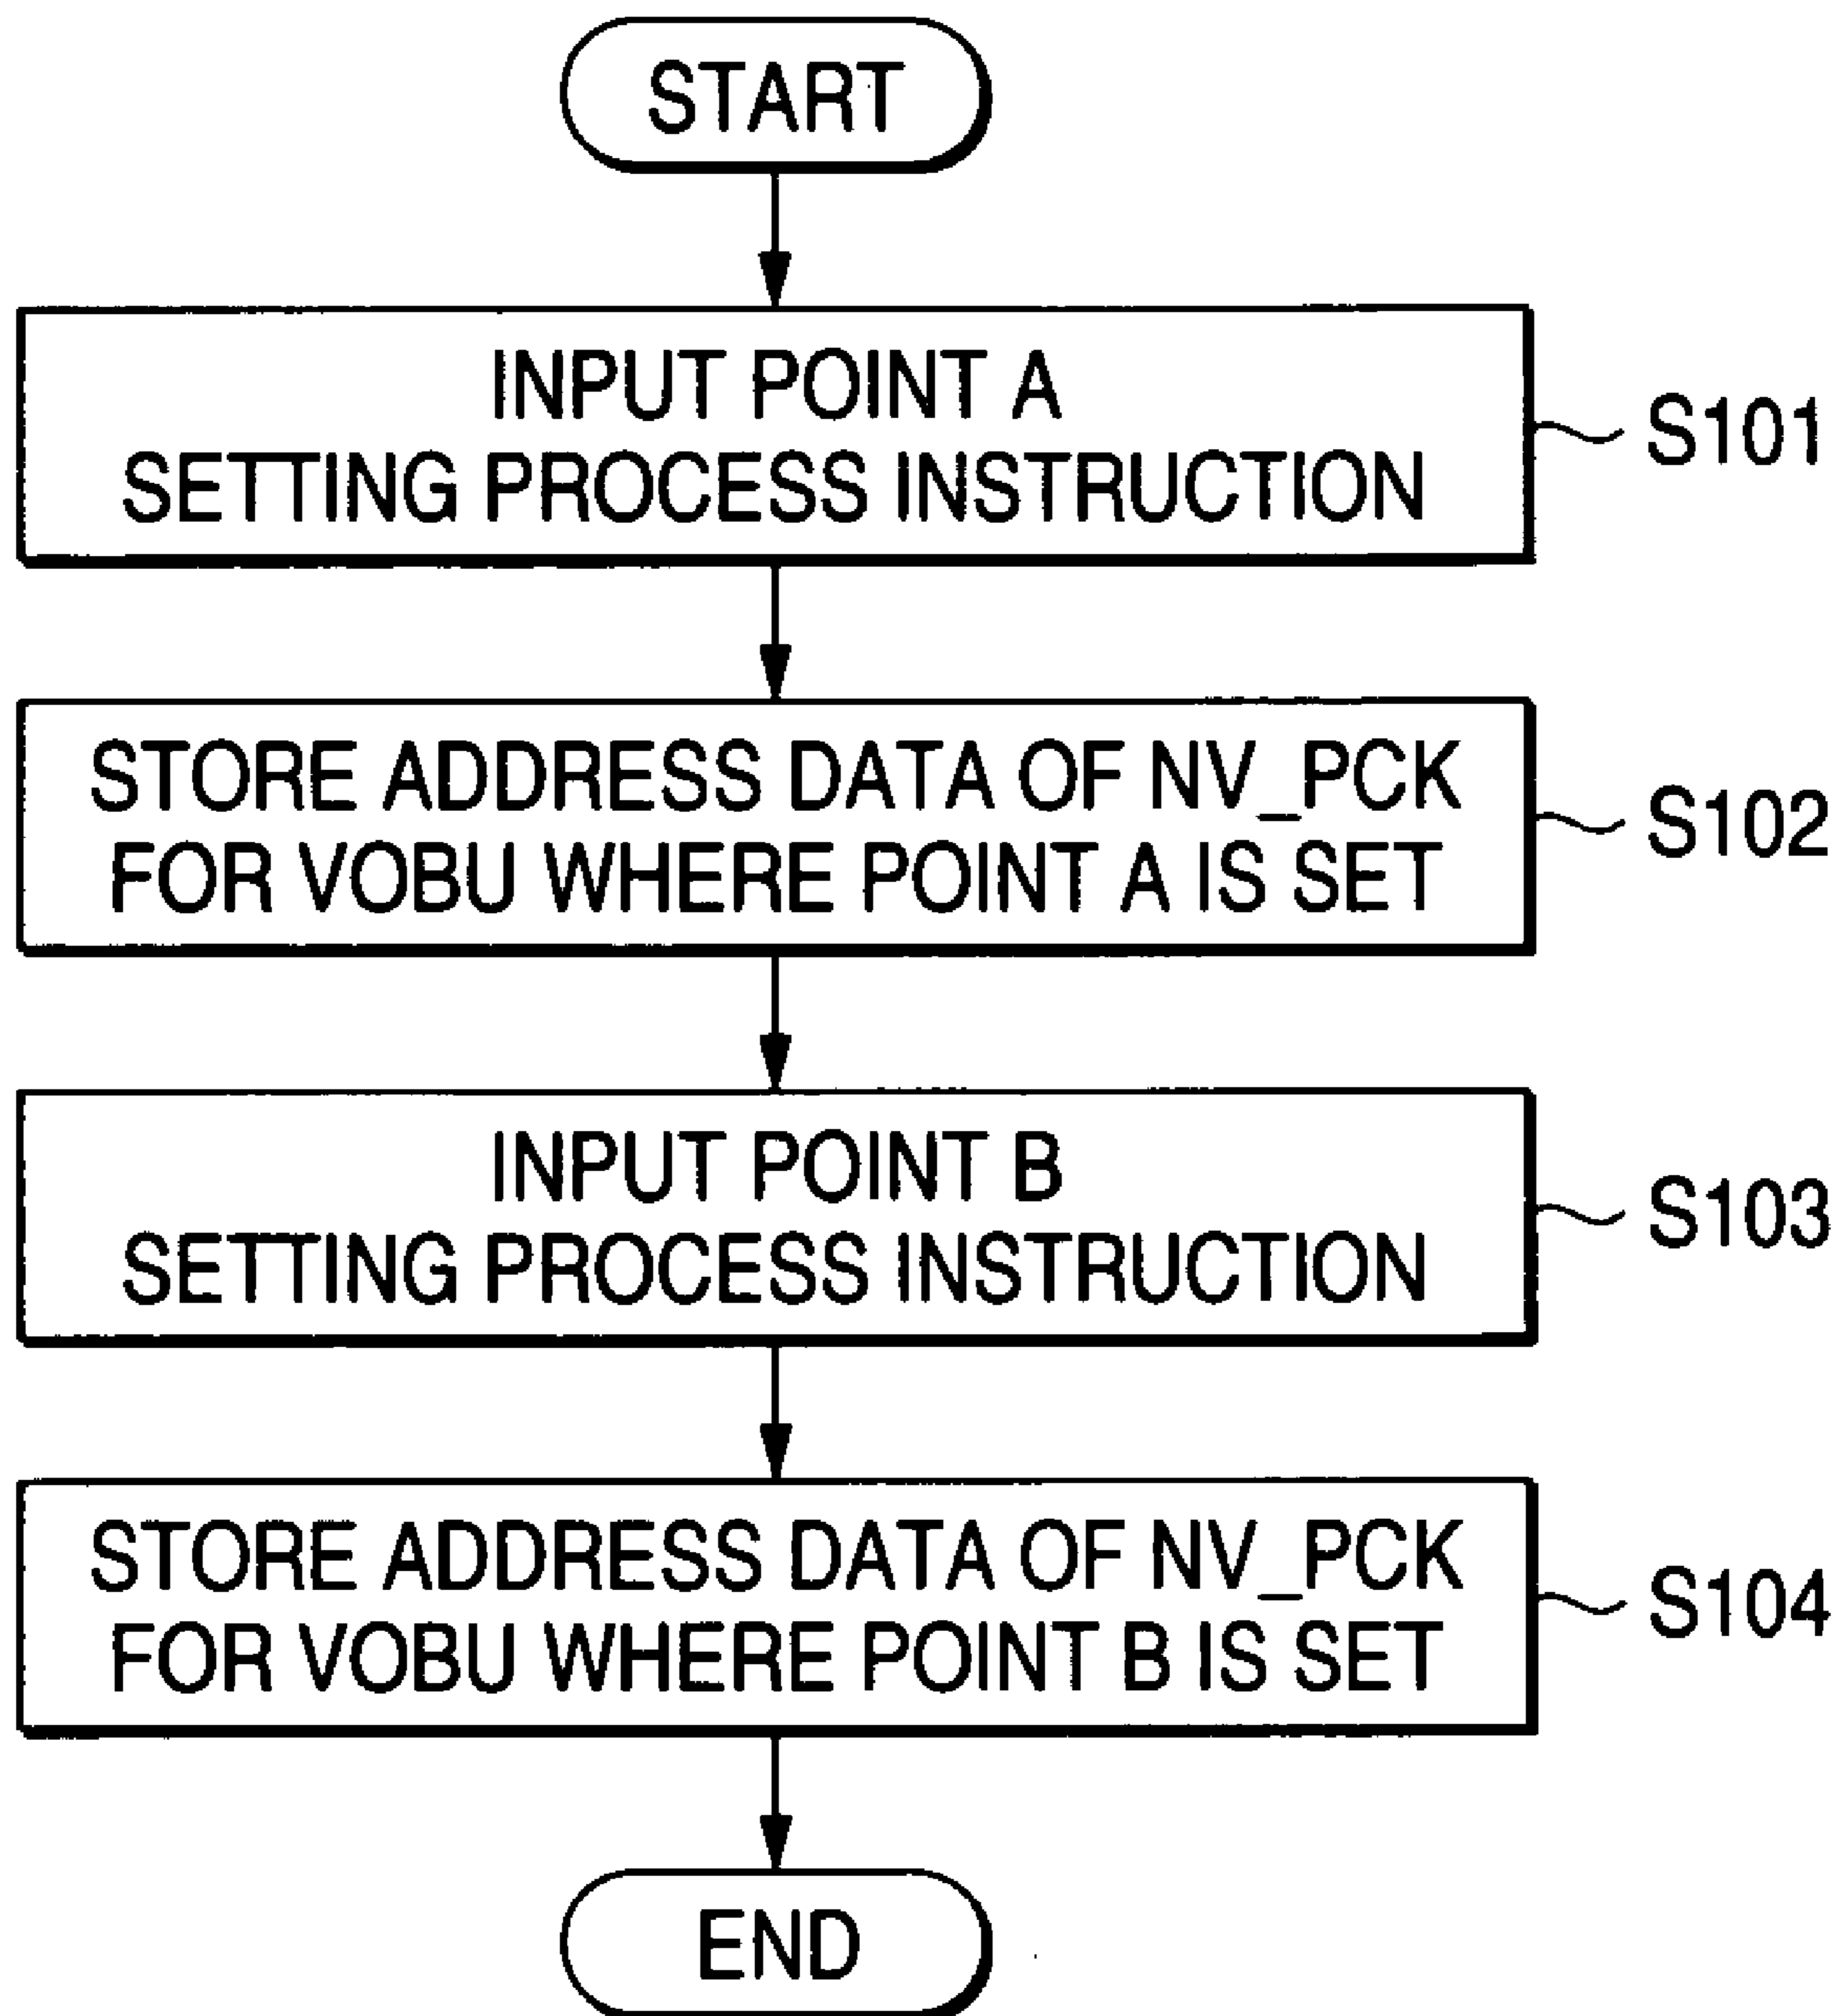 START
INPUT POINT A
SETTING PROCESS INSTRUCTION
S101
STORE ADDRESS DATA OF NV_PCK
FOR VOBU WHERE POINT A IS SET
S102
INPUT POINT B
SETTING PROCESS INSTRUCTION
S103
STORE ADDRESS DATA OF NV_PCK
FOR VOBU WHERE POINT B IS SET
S104
END